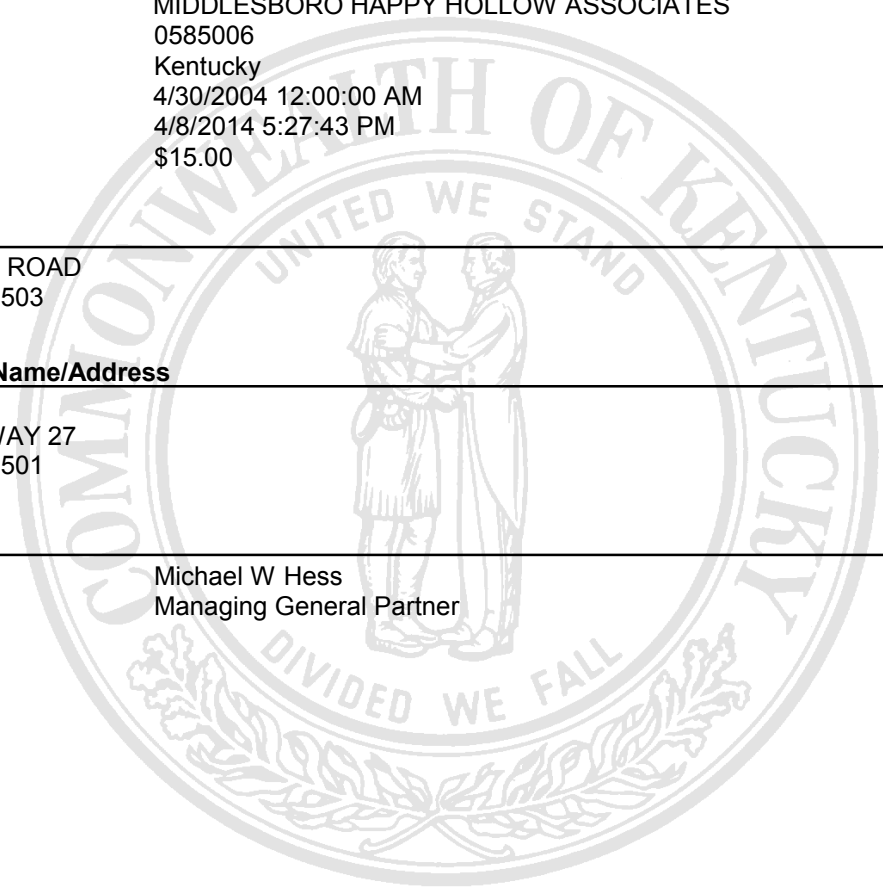 MIDDLESBORO HAPPY HOLLOW ASSOCIATES
0585006
Kentucky
4/30/2004 12:00:00 AM
4/8/2014 5:27:43 PM
$15.00
COMMONWEALTH OF KENTUCKY
UNITED WE STAND
ROAD
503
Name/Address
WAY 27
501
Michael W Hess
Managing General Partner
DIVIDED WE FALL